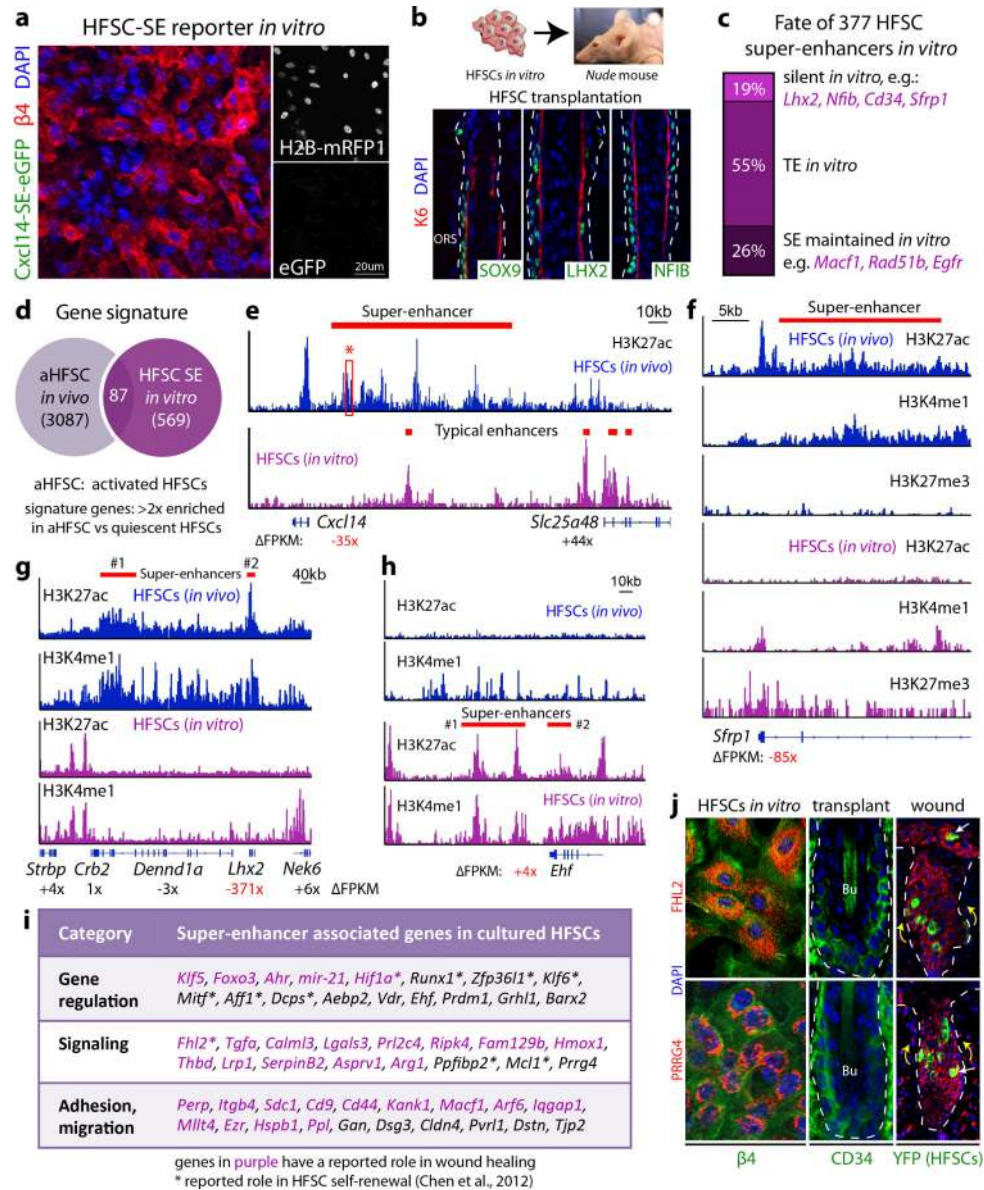 a
HFSC-SE reporter in vitro
Cxcl14-SE-eGFP β4 DAPI
H2B-mRFP1
eGFP
20um
b
HFSCs in vitro
Nude mouse
HFSC transplantation
K6 DAPI
ORS
SOX9
LHX2
NFIB
c
Fate of 377 HFSC
super-enhancers in vitro
19%
silent in vitro, e.g.:
Lhx2, Nfib, Cd34, Sfrp1
55%
TE in vitro
26%
SE maintained in vitro
e.g. Macf1, Rad51b, Egfr
d
Gene signature
aHFSC
in vivo
(3087)
87
HFSC SE
in vitro
(569)
aHFSC: activated HFSCs
signature genes: >2x enriched
in aHFSC vs quiescent HFSCs
e
Super-enhancer
10kb
*
H3K27ac
HFSCs (in vivo)
Typical enhancers
HFSCs (in vitro)
Cxcl14
Slc25a48
ΔFPKM: -35x +44x
f
5kb
Super-enhancer
HFSCs (in vivo)
H3K27ac
H3K4me1
H3K27me3
HFSCs (in vitro)
H3K27ac
H3K4me1
H3K27me3
Sfrp1
ΔFPKM: -85x
g
#1 Super-enhancers #2
40kb
H3K27ac
HFSCs (in vivo)
H3K4me1
H3K27ac
HFSCs (in vitro)
H3K4me1
Strbp Crb2 Dennd1a Lhx2 Nek6
+4x 1x -3x -371x +6x ΔFPKM
h
10kb
H3K27ac
HFSCs (in vivo)
H3K4me1
Super-enhancers
#1 #2
H3K27ac
H3K4me1
HFSCs (in vitro)
ΔFPKM: +4x Ehf
i
Category Super-enhancer associated genes in cultured HFSCs
Gene
regulation
Klf5, Foxo3, Ahr, mir-21, Hif1a*, Runx1*, Zfp36l1*, Klf6*,
Mitf*, Aff1*, Dcps*, Aebp2, Vdr, Ehf, Prdm1, Grhl1, Barx2
Signaling
Fhl2*, Tgfa, Calml3, Lgals3, Prl2c4, Ripk4, Fam129b, Hmox1,
Thbd, Lrp1, SerpinB2, Asprv1, Arg1, Ppfibp2*, Mcl1*, Prrg4
Adhesion,
migration
Perp, Itgb4, Sdc1, Cd9, Cd44, Kank1, Macf1, Arf6, Iqgap1,
Mllt4, Ezr, Hspb1, Ppl, Gan, Dsg3, Cldn4, Pvrl1, Dstn, Tjp2
genes in purple have a reported role in wound healing
* reported role in HFSC self-renewal (Chen et al., 2012)
j
HFSCs in vitro transplant wound
FHL2
Bu
DAPI
PRRG4
Bu
β4
CD34
YFP (HFSCs)